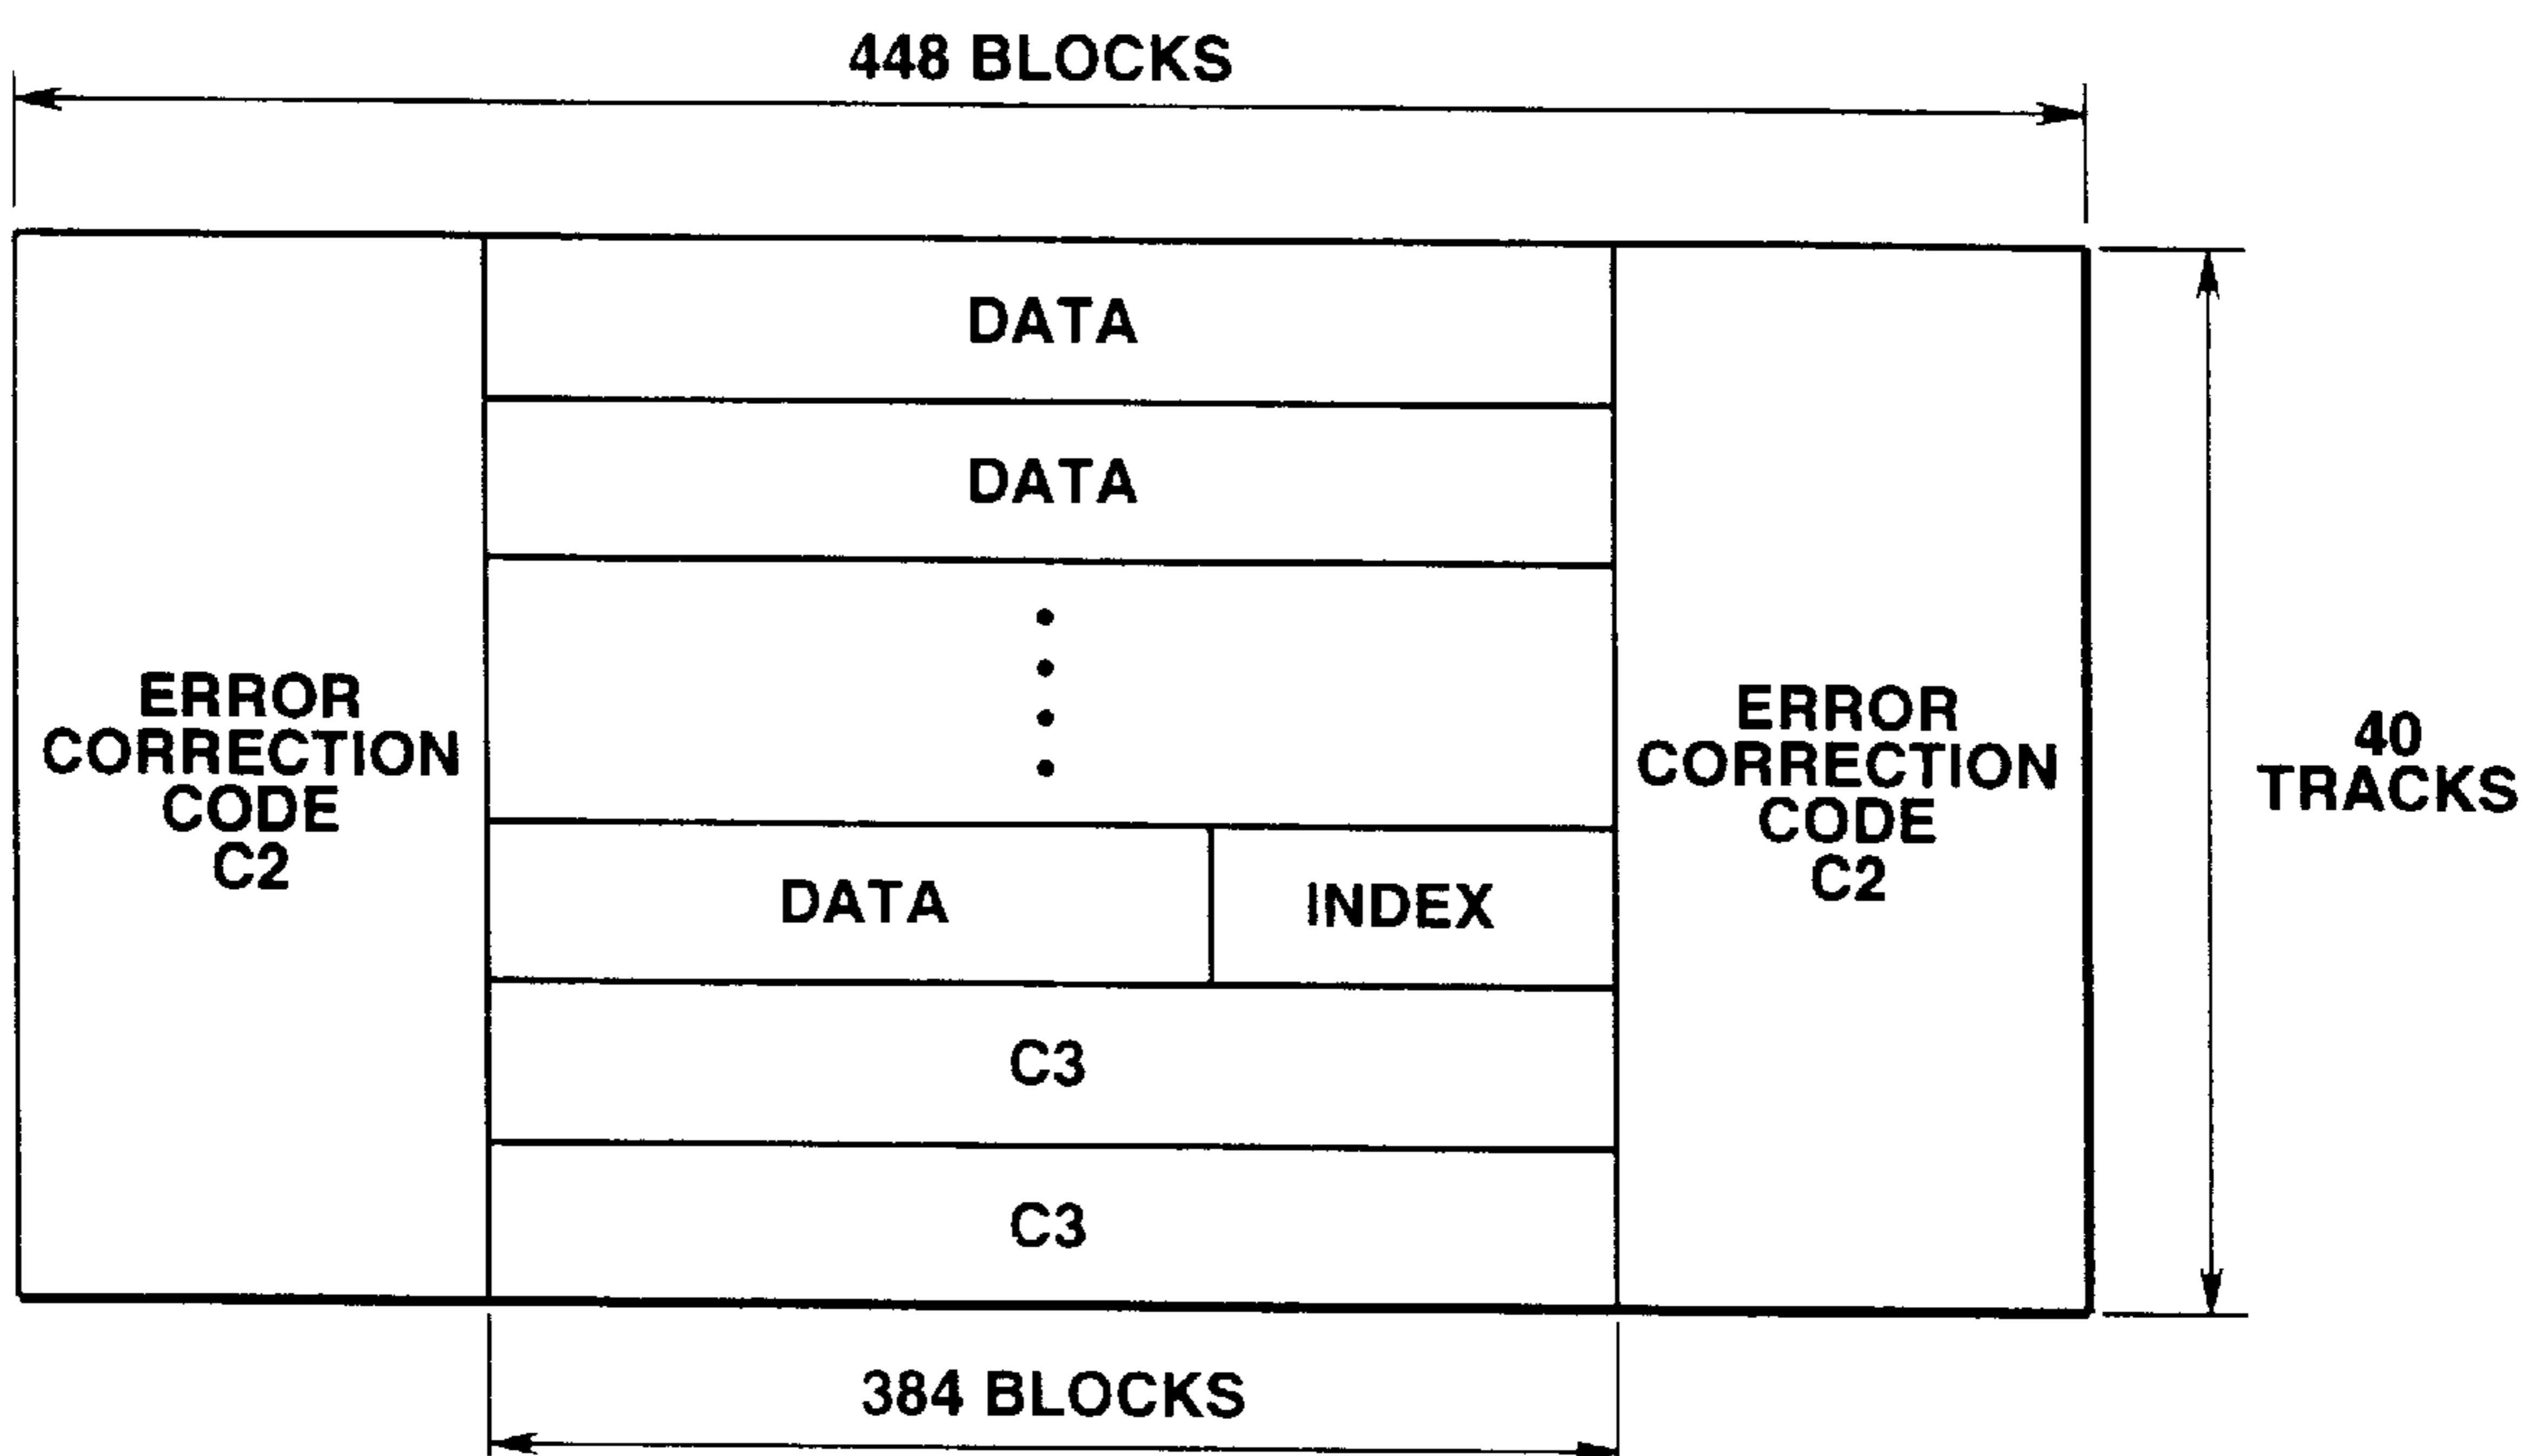 448 BLOCKS
DATA
DATA
ERROR
CORRECTION
CODE
C2
ERROR
CORRECTION
CODE
C2
40
TRACKS
DATA
INDEX
C3
C3
384 BLOCKS